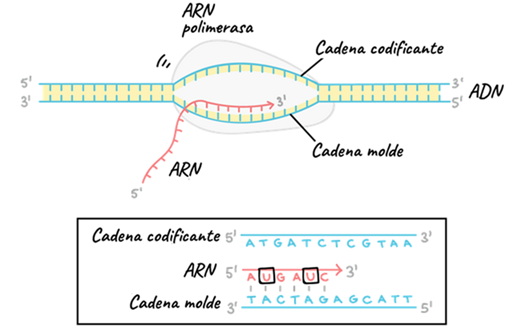 ARN
polimerasa
Cadena codificante
5' 3'
3' 5' ADN
3'
Cadena molde
ARN
5'
Cadena codificante 5' ATGATCTCGTAA 3'
ARN 5' AUGAUC 3'
Cadena molde 3' TACTAGAGCATT 5'